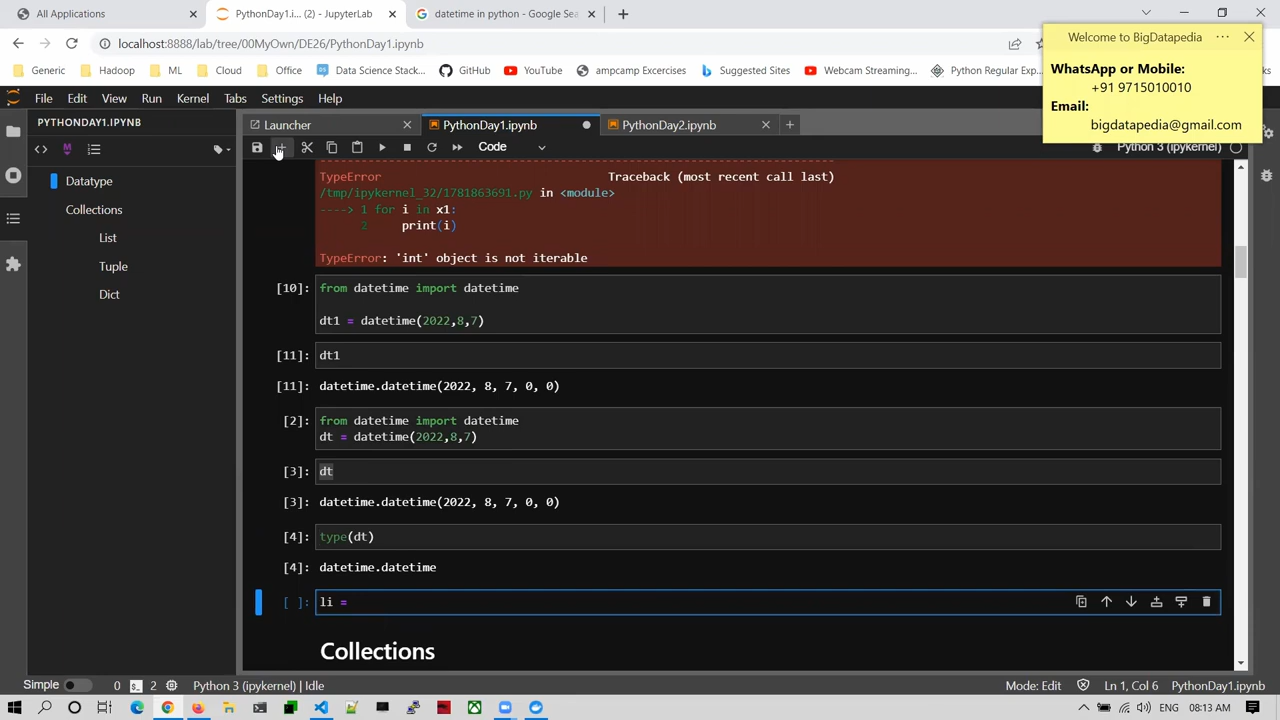 All Applications
PythonDay1.i... (2) - JupyterLab
datetime in python - Google Sea
localhost:8888/lab/tree/00MyOwn/DE26/PythonDay1.ipynb
Generic
Hadoop
ML
Cloud
Office
Data Science Stack...
GitHub
YouTube
ampcamp Excercises
Suggested Sites
Webcam Streaming...
Python Regular Exp
Welcome to BigDatapedia
WhatsApp or Mobile:
+91 9715010010
Email:
bigdatapedia@gmail.com
File Edit View Run Kernel Tabs Settings Help
PYTHONDAY1.IPYNB
Launcher
PythonDay1.ipynb
PythonDay2.ipynb
Code
Python 3 (ipykernel)
Datatype
Collections
List
Tuple
Dict
TypeError Traceback (most recent call last)
/tmp/ipykernel_32/1781863691.py in <module>
----> 1 for i in x1:
2 print(i)
TypeError: 'int' object is not iterable
[10]: from datetime import datetime
dt1 = datetime(2022,8,7)
[11]: dt1
[11]: datetime.datetime(2022, 8, 7, 0, 0)
[2]: from datetime import datetime
dt = datetime(2022,8,7)
[3]: dt
[3]: datetime.datetime(2022, 8, 7, 0, 0)
[4]: type(dt)
[4]: datetime.datetime
[ ]: li =
Collections
Simple 0 2 Python 3 (ipykernel) | Idle
Mode: Edit Ln 1, Col 6 PythonDay1.ipynb
ENG 08:13 AM